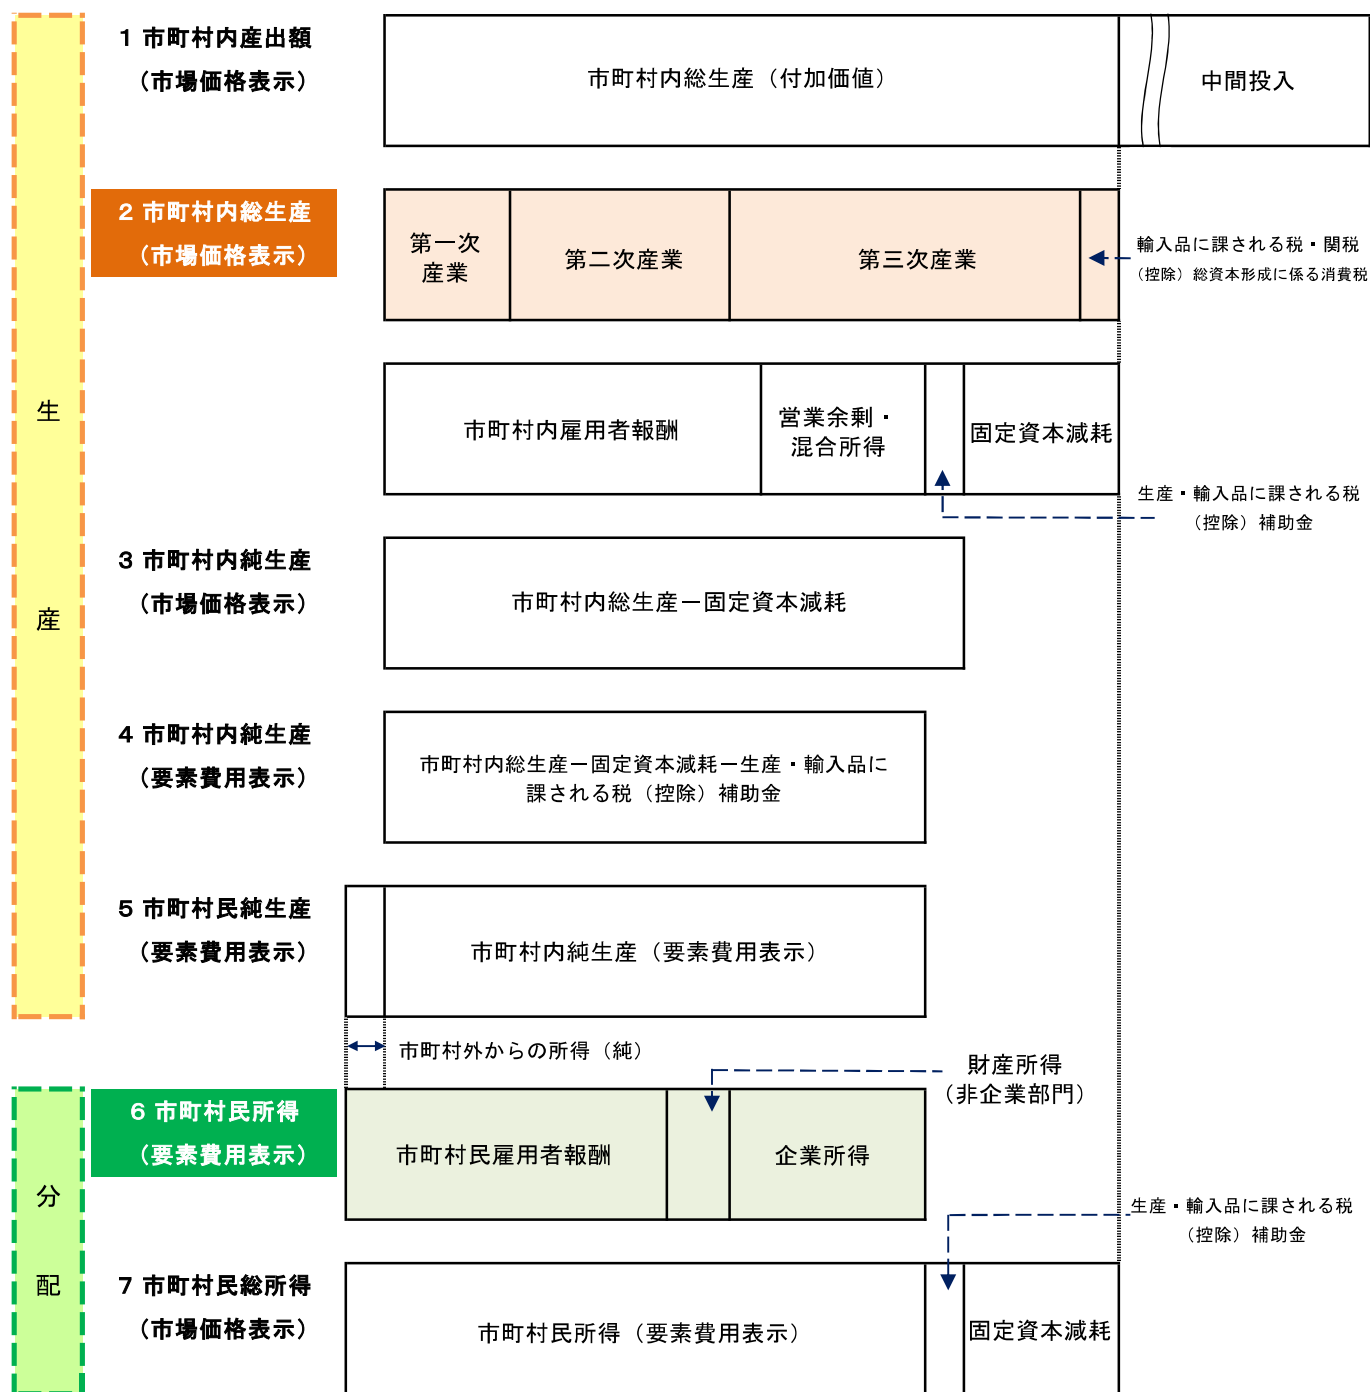 生
産
1 市町村内産出額
（市場価格表示）
市町村内総生産（付加価値）
中間投入
2 市町村内総生産
（市場価格表示）
第一次
産業
第二次産業
第三次産業
輸入品に課される税・関税
（控除）総資本形成に係る消費税
市町村内雇用者報酬
営業余剰・
混合所得
固定資本減耗
生産・輸入品に課される税
（控除）補助金
3 市町村内純生産
（市場価格表示）
市町村内総生産－固定資本減耗
4 市町村内純生産
（要素費用表示）
市町村内総生産－固定資本減耗－生産・輸入品に
課される税（控除）補助金
5 市町村民純生産
（要素費用表示）
市町村内純生産（要素費用表示）
市町村外からの所得（純）
分
配
6 市町村民所得
（要素費用表示）
財産所得
（非企業部門）
市町村民雇用者報酬
企業所得
生産・輸入品に課される税
（控除）補助金
7 市町村民総所得
（市場価格表示）
市町村民所得（要素費用表示）
固定資本減耗